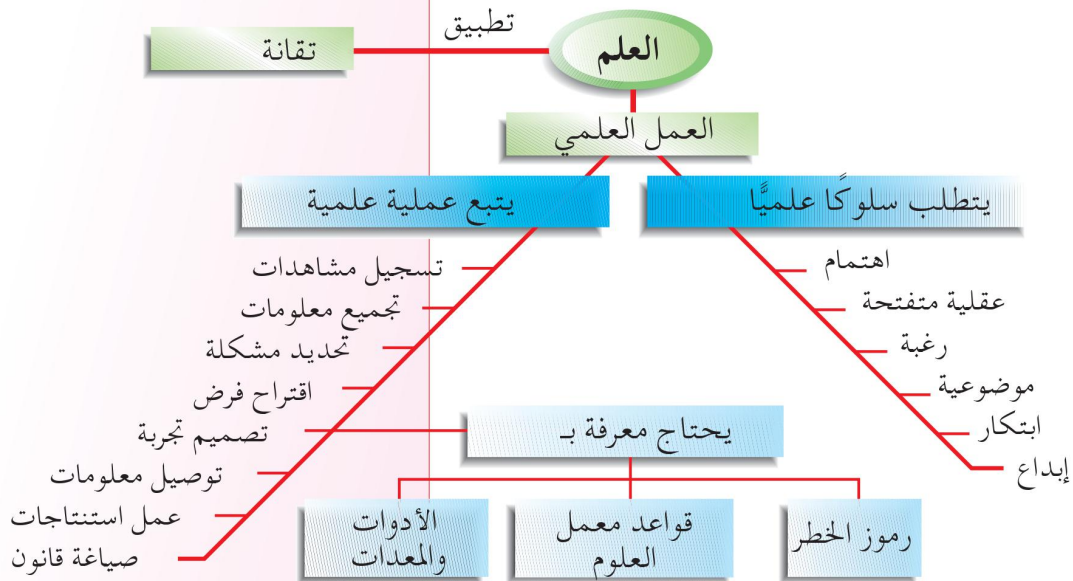 العلم
تطبيق
تقانة
العمل العلمي
يتطلب سلوكًا علميًّا
اهتمام
عقلية متفتحة
رغبة
موضوعية
ابتكار
إبداع
يتبع عملية علمية
تسجيل مشاهدات
تجميع معلومات
تحديد مشكلة
اقتراح فرض
تصميم تجربة
توصيل معلومات
عمل استنتاجات
صياغة قانون
يحتاج معرفة بـ
رموز الخطر
قواعد معمل
العلوم
الأدوات
والمعدات